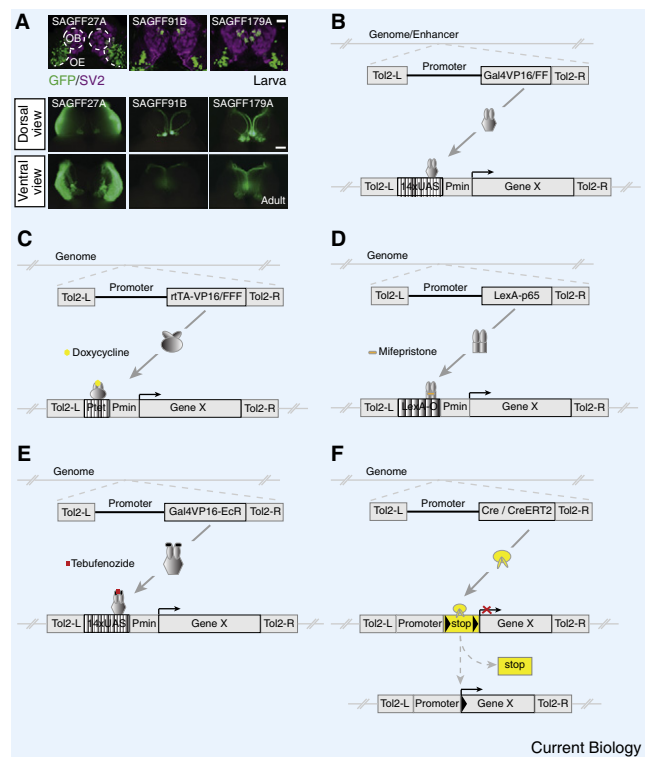 A
SAGFF27A SAGFF91B SAGFF179A
OB
OE
GFP/SV2 Larva
SAGFF27A SAGFF91B SAGFF179A
Dorsal
view
Ventral
view
Adult
B
Genome/Enhancer
Promoter
Tol2-L Gal4VP16/FF Tol2-R
Tol2-L 14xUAS Pmin Gene X Tol2-R
C
Genome
Promoter
Tol2-L rtTA-VP16/FFF Tol2-R
Doxycycline
Tol2-L Ptet Pmin Gene X Tol2-R
D
Genome
Promoter
Tol2-L LexA-p65 Tol2-R
Mifepristone
Tol2-L LexA-O Pmin Gene X Tol2-R
E
Genome
Promoter
Tol2-L Gal4VP16-EcR Tol2-R
Tebufenozide
Tol2-L 14xUAS Pmin Gene X Tol2-R
F
Genome
Promoter
Tol2-L Cre / CreERT2 Tol2-R
Tol2-L Promoter stop Gene X Tol2-R
stop
Tol2-L Promoter Gene X Tol2-R
Current Biology